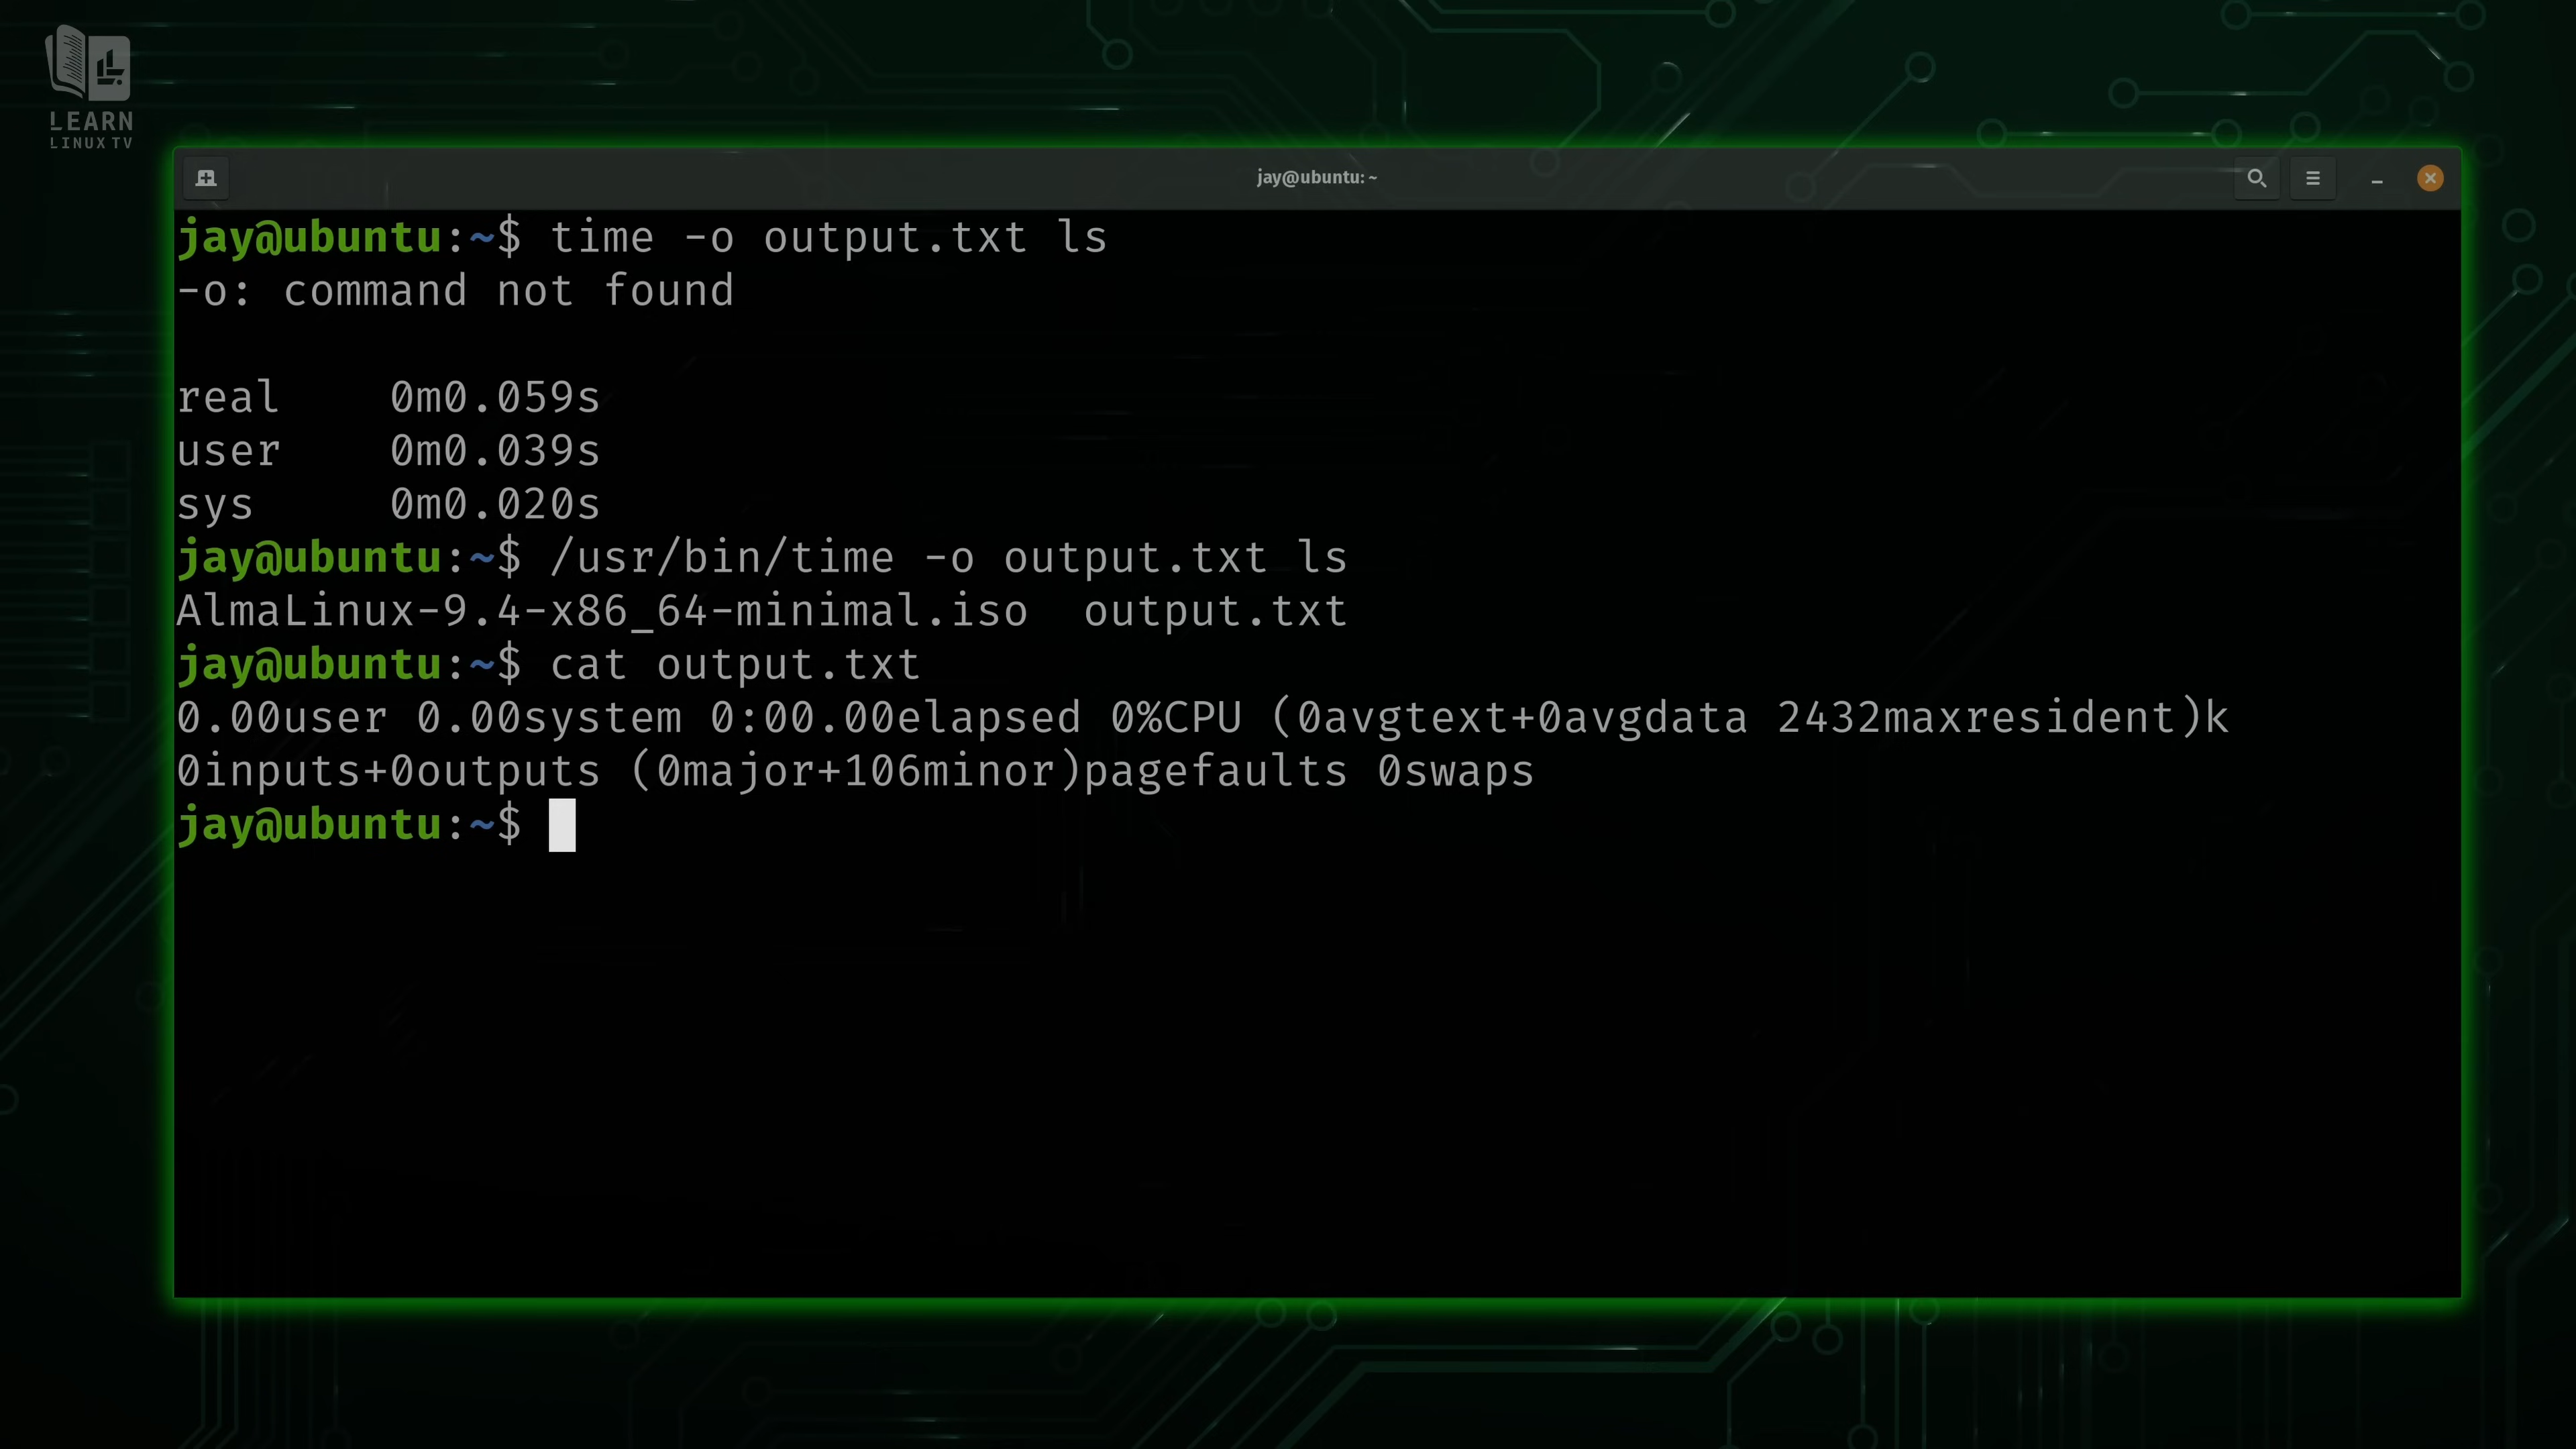 LEARN
LINUX TV
jay@ubuntu: ~
jay@ubuntu:~$ time -o output.txt ls
-o: command not found
real    0m0.059s
user    0m0.039s
sys     0m0.020s
jay@ubuntu:~$ /usr/bin/time -o output.txt ls
AlmaLinux-9.4-x86_64-minimal.iso  output.txt
jay@ubuntu:~$ cat output.txt
0.00user 0.00system 0:00.00elapsed 0%CPU (0avgtext+0avgdata 2432maxresident)k
0inputs+0outputs (0major+106minor)pagefaults 0swaps
jay@ubuntu:~$